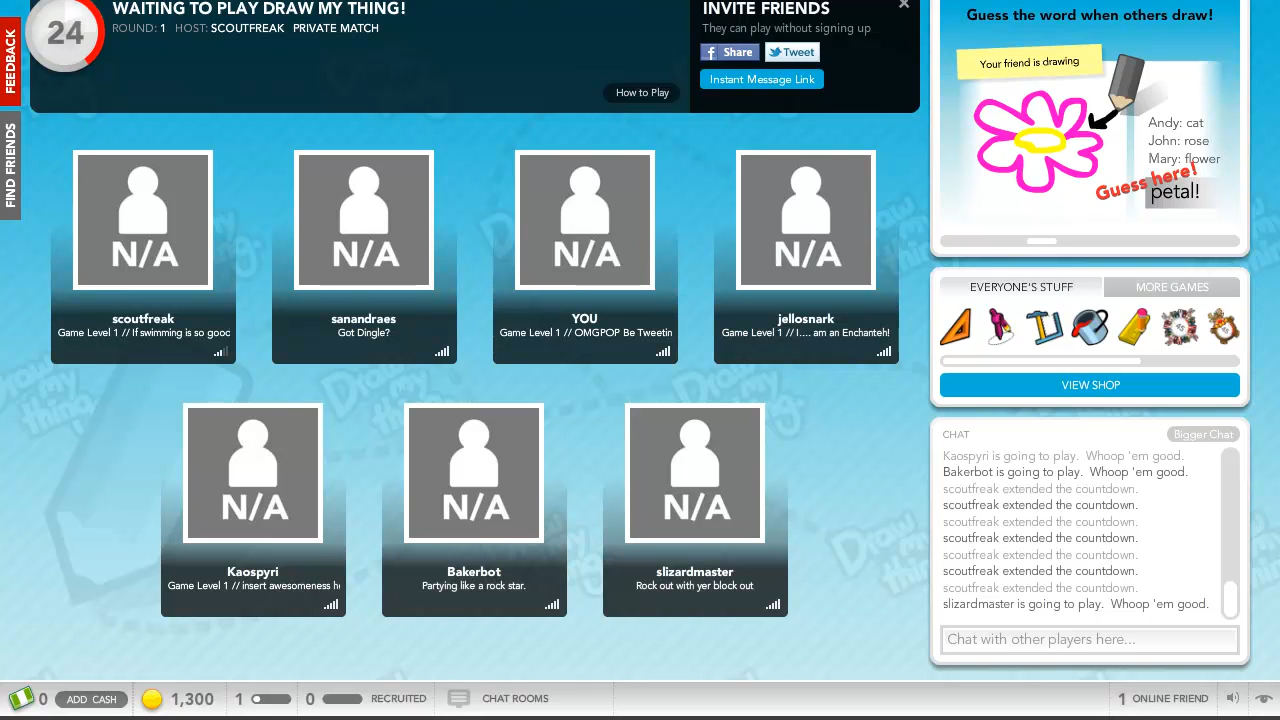 FEEDBACK
FIND FRIENDS
24
WAITING TO PLAY DRAW MY THING!
ROUND: 1 HOST: SCOUTFREAK PRIVATE MATCH
How to Play
INVITE FRIENDS
They can play without signing up
f Share
Tweet
Instant Message Link
Guess the word when others draw!
Your friend is drawing
Andy: cat
John: rose
Mary: flower
Guess here!
petal!
N/A
scoutfreak
Game Level 1 // If swimming is so good
N/A
sanandraes
Got Dingle?
N/A
YOU
Game Level 1 // OMGPOP Be Tweetin
N/A
jellosnark
Game Level 1 // I.... am an Enchanteh!
N/A
Kaospyri
Game Level 1 // insert awesomeness he
N/A
Bakerbot
Partying like a rock star.
N/A
slizardmaster
Rock out with yer block out
EVERYONE'S STUFF
MORE GAMES
VIEW SHOP
CHAT
Bigger Chat
Kaospyri is going to play. Whoop 'em good.
Bakerbot is going to play. Whoop 'em good.
scoutfreak extended the countdown.
scoutfreak extended the countdown.
scoutfreak extended the countdown.
scoutfreak extended the countdown.
scoutfreak extended the countdown.
scoutfreak extended the countdown.
scoutfreak extended the countdown.
slizardmaster is going to play. Whoop 'em good.
Chat with other players here...
0 ADD CASH 1,300 1 0 RECRUITED CHAT ROOMS 1 ONLINE FRIEND